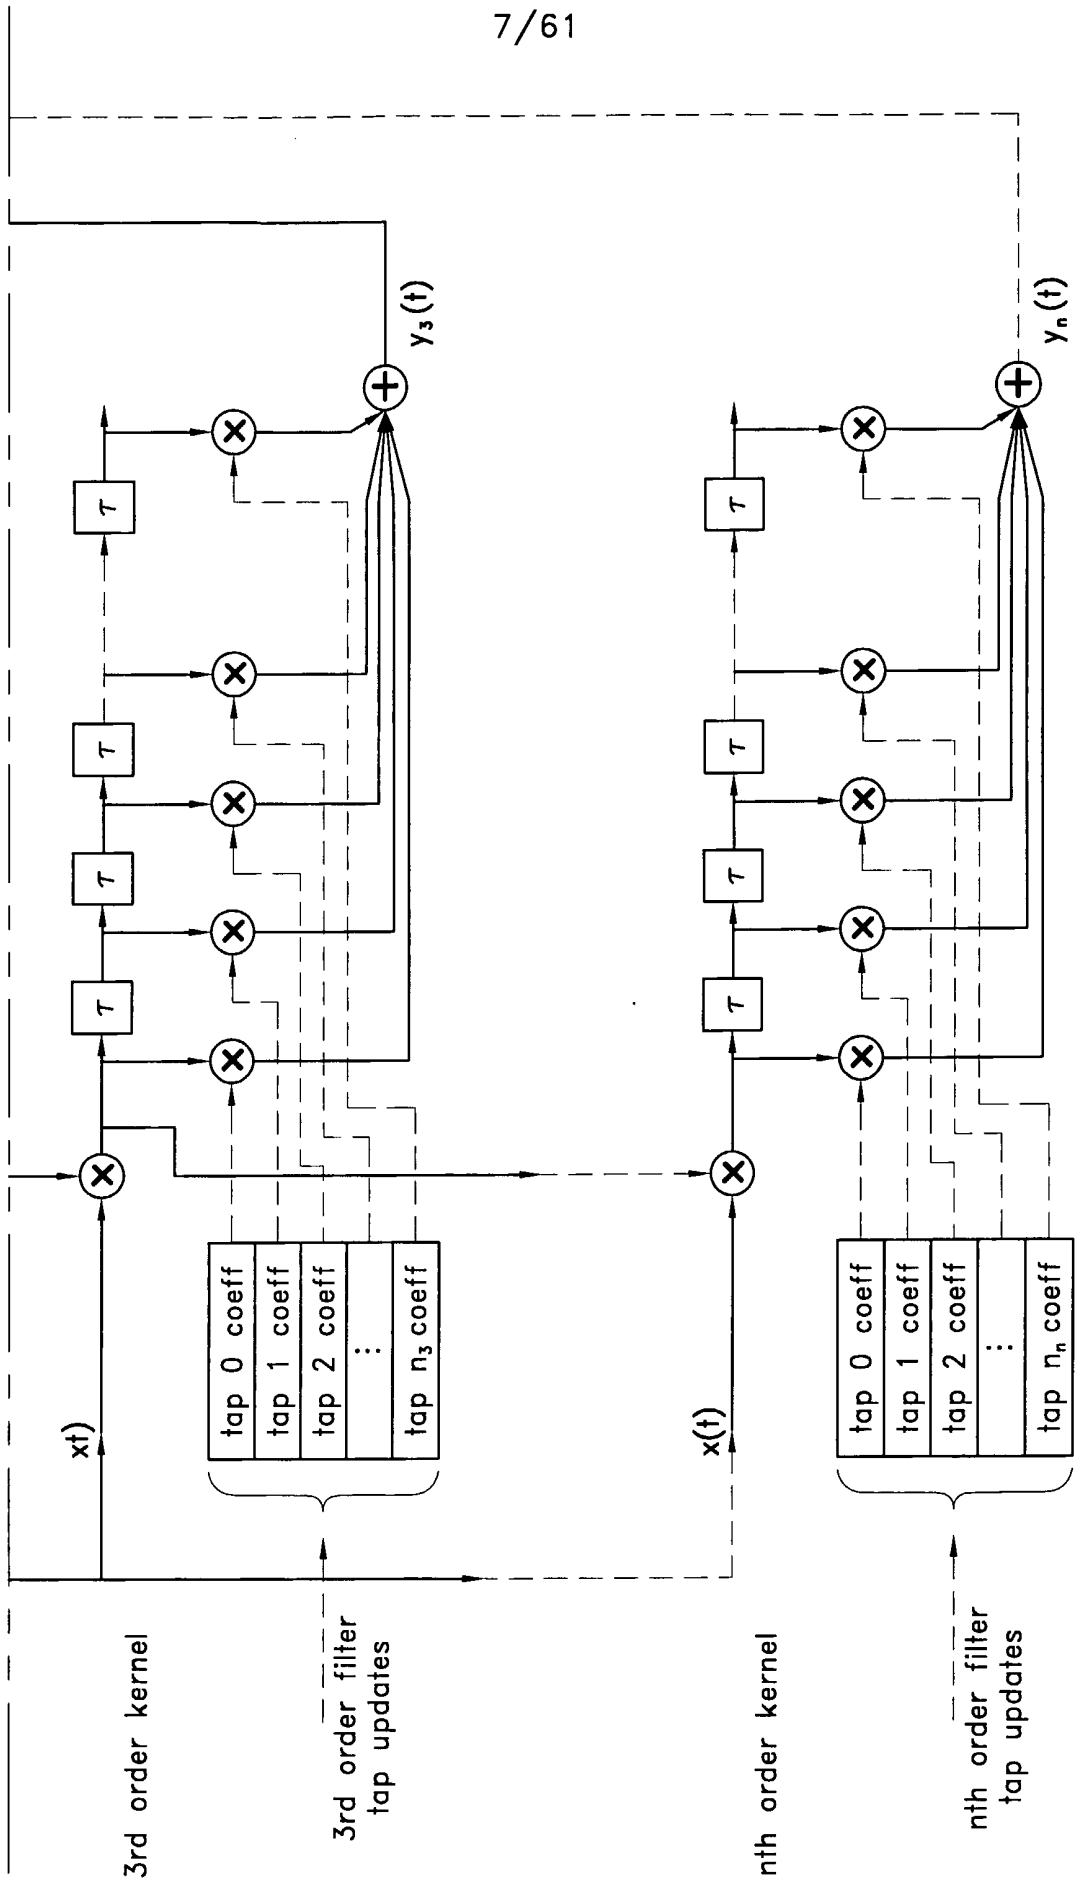 7/61
3rd order kernel
xt)
τ
τ
τ
τ
y₃(t)
3rd order filter
tap updates
tap 0 coeff
tap 1 coeff
tap 2 coeff
⋮
tap n₃ coeff
nth order kernel
x(t)
τ
τ
τ
τ
yₙ(t)
nth order filter
tap updates
tap 0 coeff
tap 1 coeff
tap 2 coeff
⋮
tap nₙ coeff